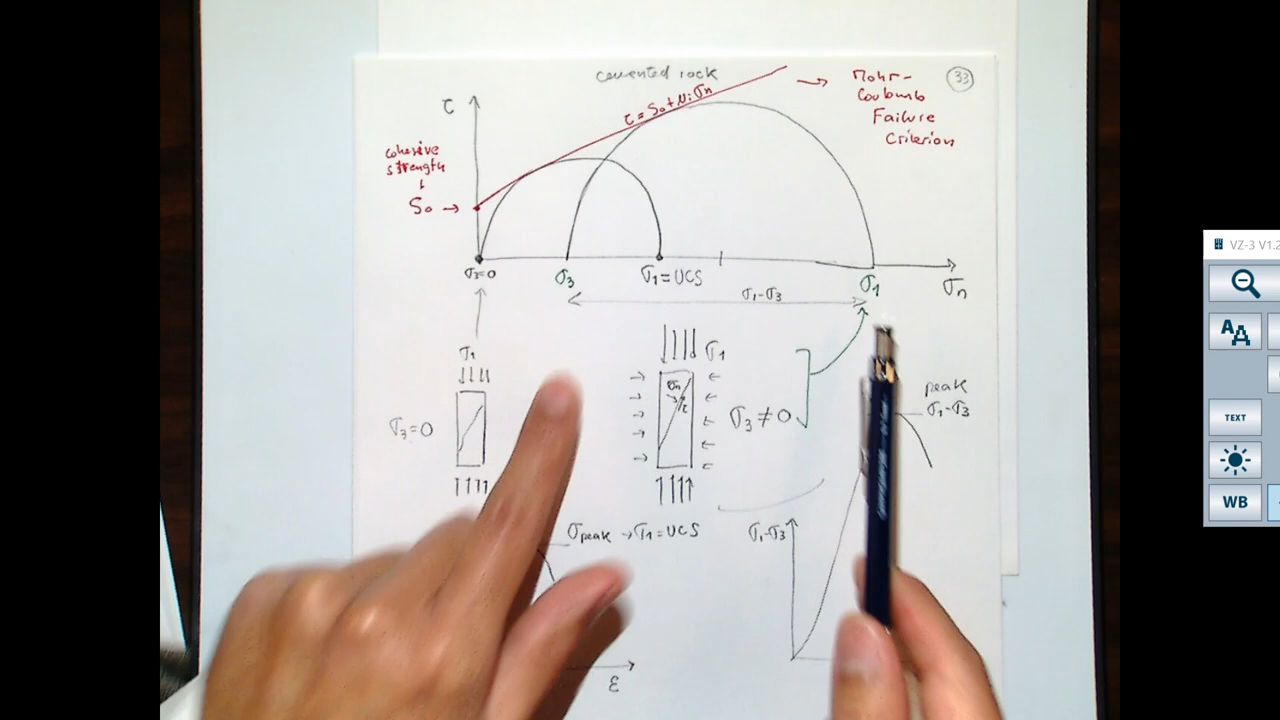 cemented rock
33
Mohr-
Coulomb
Failure
Criterion
τ
τ = S₀ + μᵢ σn
cohesive
strength
↓
S₀ →
σ₃=0
σ₃
σ₁ = UCS
σ₁
σn
σ₁-σ₃
σ₁
σ₁
σn
τ
σ₃=0
σ₃ ≠ 0
peak
σ₁-σ₃
σpeak → σ₁ = UCS
σ₁-σ₃
ε
VZ-3 V1.2
AA
TEXT
WB